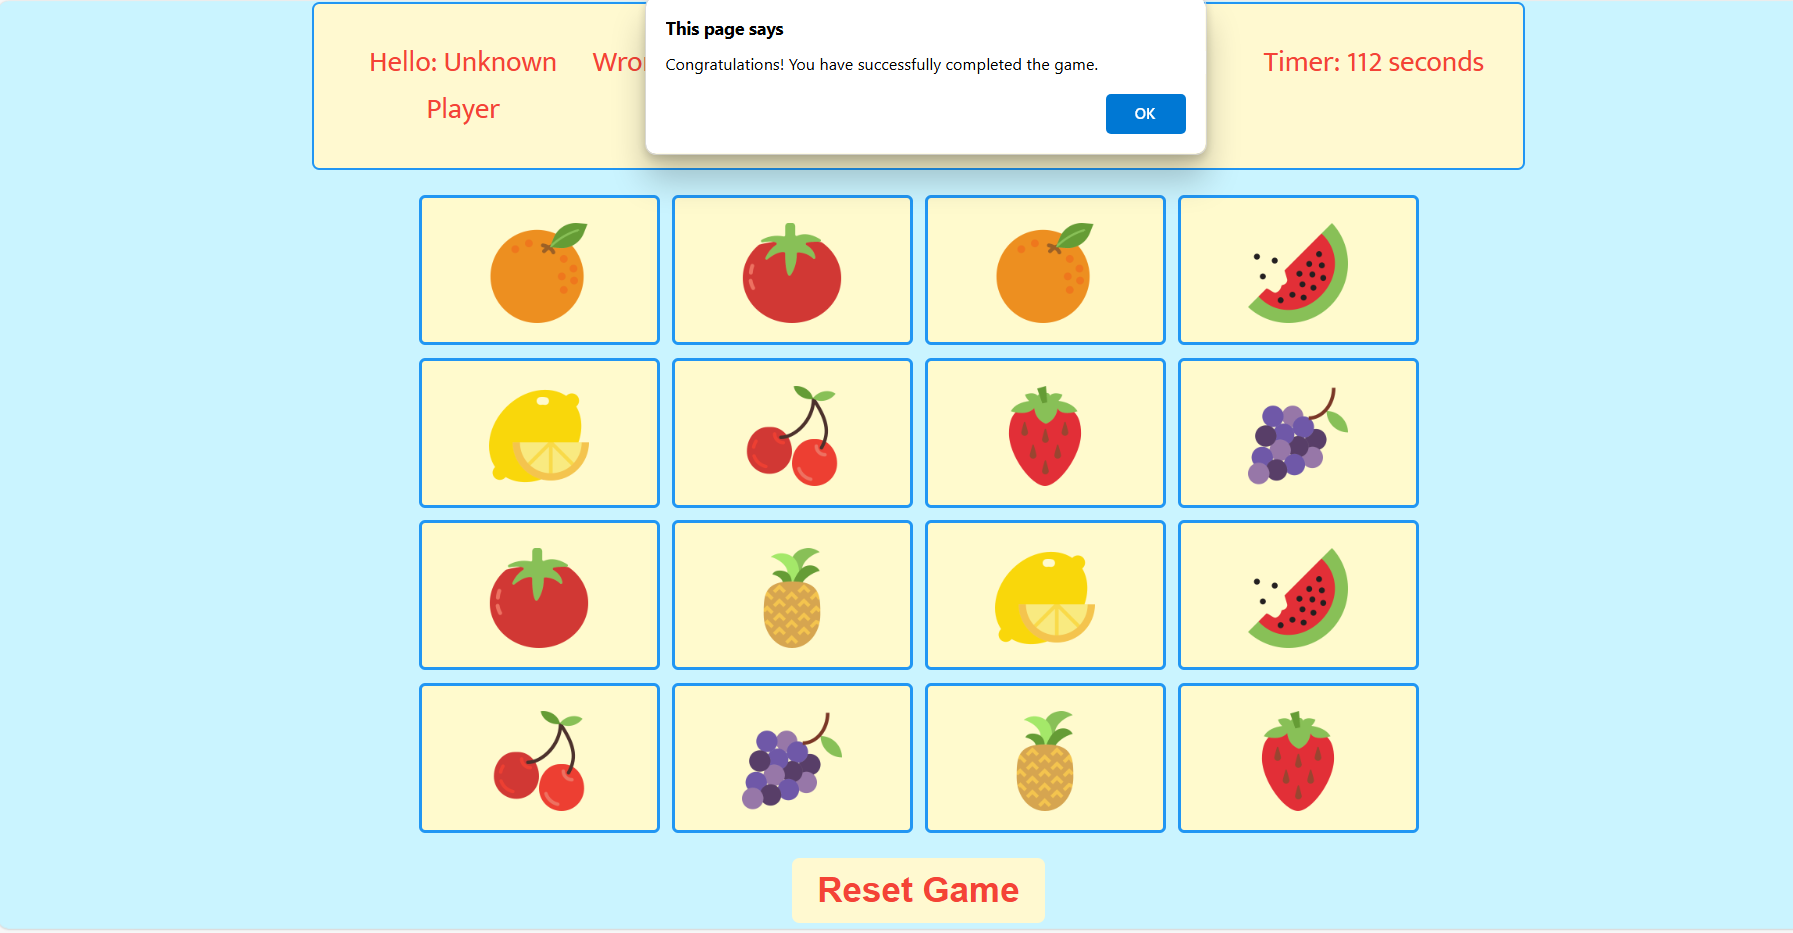 This page says
Congratulations! You have successfully completed the game.
OK
Hello: Unknown
Player
Timer: 112 seconds
Reset Game